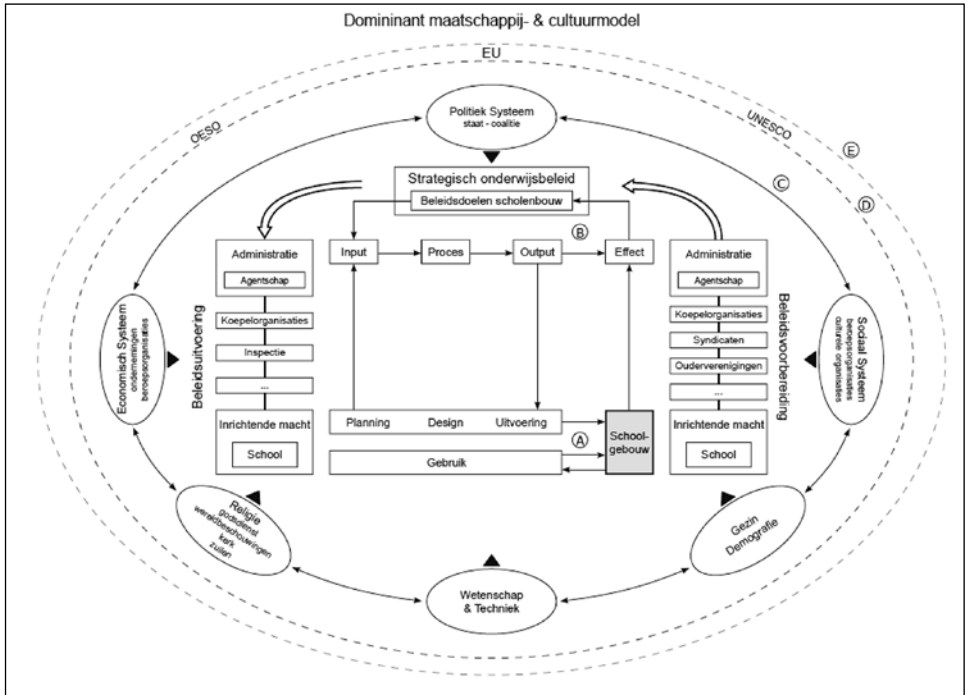 Domininant maatschappij- & cultuurmodel
EU
OESO
UNESCO
E
C
D
Politiek Systeem
staat - coalitie
Strategisch onderwijsbeleid
Beleidsdoelen scholenbouw
B
Input
Proces
Output
Effect
Beleidsuitvoering
Administratie
Agentschap
Koepelorganisaties
Inspectie
...
Inrichtende macht
School
Administratie
Agentschap
Koepelorganisaties
Syndicaten
Ouderverenigingen
...
Inrichtende macht
School
Beleidsvoorbereiding
Economisch Systeem
ondernemingen
beroepsorganisaties
Sociaal Systeem
beroepsorganisaties
culturele organisaties
Planning
Design
Uitvoering
A
Gebruik
School-
gebouw
Religie
godsdienst
wereldbeschouwingen
kerk
zuilen
Gezin
Demografie
Wetenschap
& Techniek